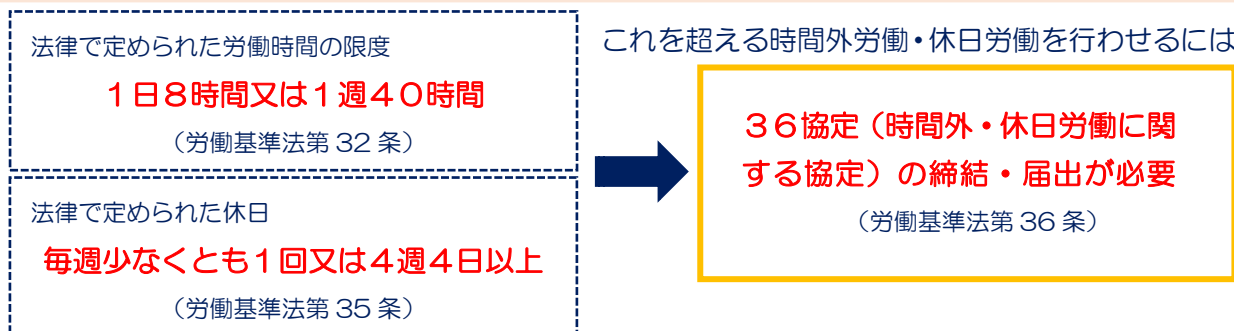 法律で定められた労働時間の限度
１日８時間又は１週４０時間
（労働基準法第 32 条）
法律で定められた休日
毎週少なくとも１回又は４週４日以上
（労働基準法第 35 条）
これを超える時間外労働・休日労働を行わせるには
３６協定（時間外・休日労働に関
する協定）の締結・届出が必要
（労働基準法第 36 条）